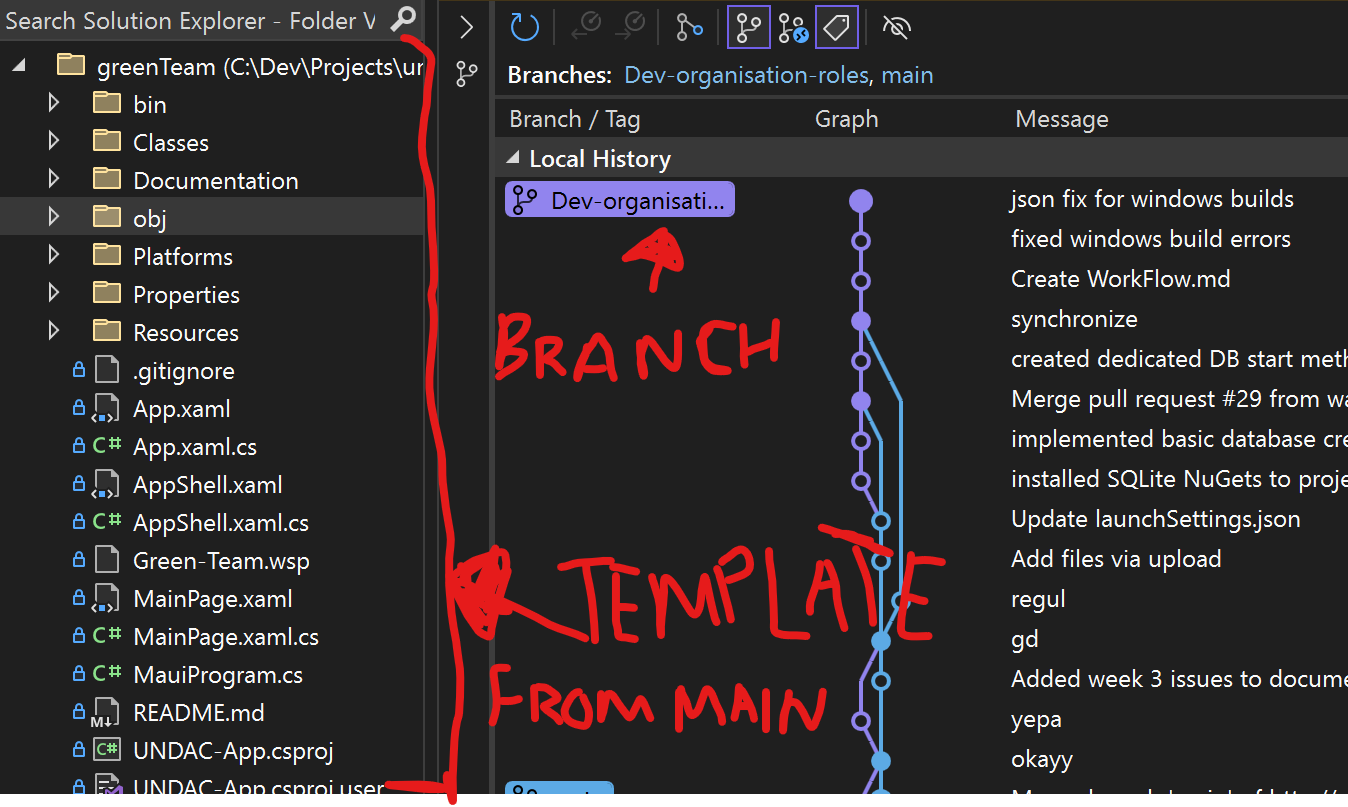 Search Solution Explorer - Folder V
greenTeam (C:\Dev\Projects\ur
bin
Classes
Documentation
obj
Platforms
Properties
Resources
.gitignore
App.xaml
App.xaml.cs
AppShell.xaml
AppShell.xaml.cs
Green-Team.wsp
MainPage.xaml
MainPage.xaml.cs
MauiProgram.cs
README.md
UNDAC-App.csproj
UNDAC-App.csproj.user
Branches: Dev-organisation-roles, main
Branch / Tag Graph Message
Local History
Dev-organisati... json fix for windows builds
fixed windows build errors
Create WorkFlow.md
synchronize
created dedicated DB start meth
Merge pull request #29 from wa
implemented basic database cre
installed SQLite NuGets to proje
Update launchSettings.json
Add files via upload
regul
gd
Added week 3 issues to docume
yepa
okayy
BRANCH
TEMPLATE
FROM MAIN